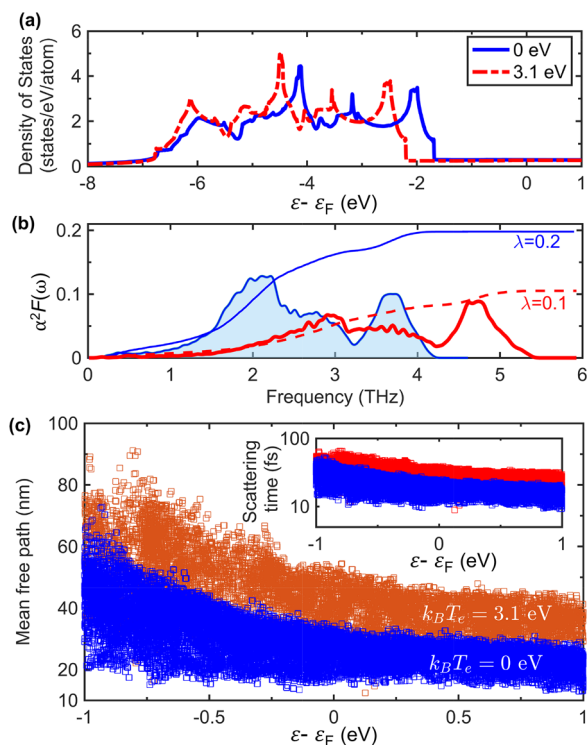 (a)
Density of States
(states/eV/atom)
6
4
2
0
0 eV
3.1 eV
-8 -6 -4 -2 0 1
ε- εF (eV)
(b)
α²F(ω)
0.2
0.1
0
λ=0.2
λ=0.1
0 1 2 3 4 5 6
Frequency (THz)
(c)
Mean free path (nm)
100
80
60
40
20
10
Scattering
time (fs)
100
10
-1 0 1
ε- εF (eV)
kBTe = 3.1 eV
kBTe = 0 eV
-1 -0.5 0 0.5 1
ε- εF (eV)